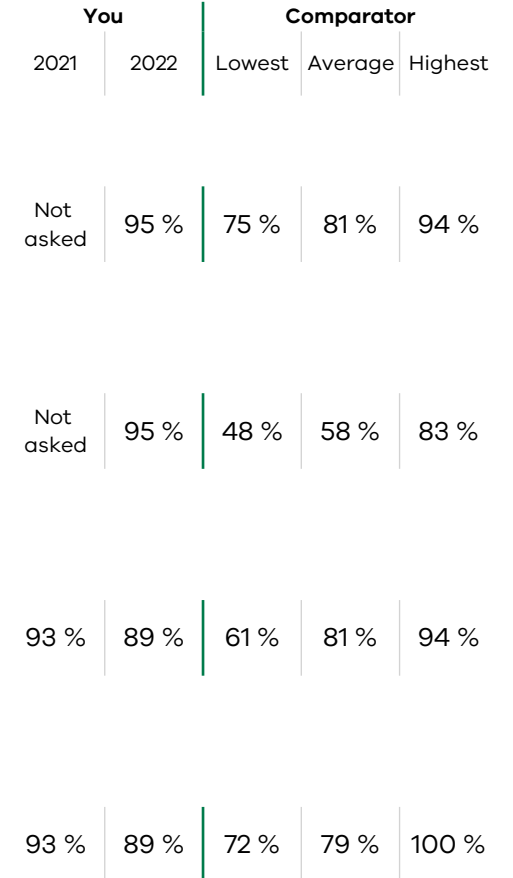 You Comparator
2021 2022 Lowest Average Highest
Not
asked 95 % 75 % 81 % 94 %
Not
asked 95 % 48 % 58 % 83 %
93 % 89 % 61 % 81 % 94 %
93 % 89 % 72 % 79 % 100 %